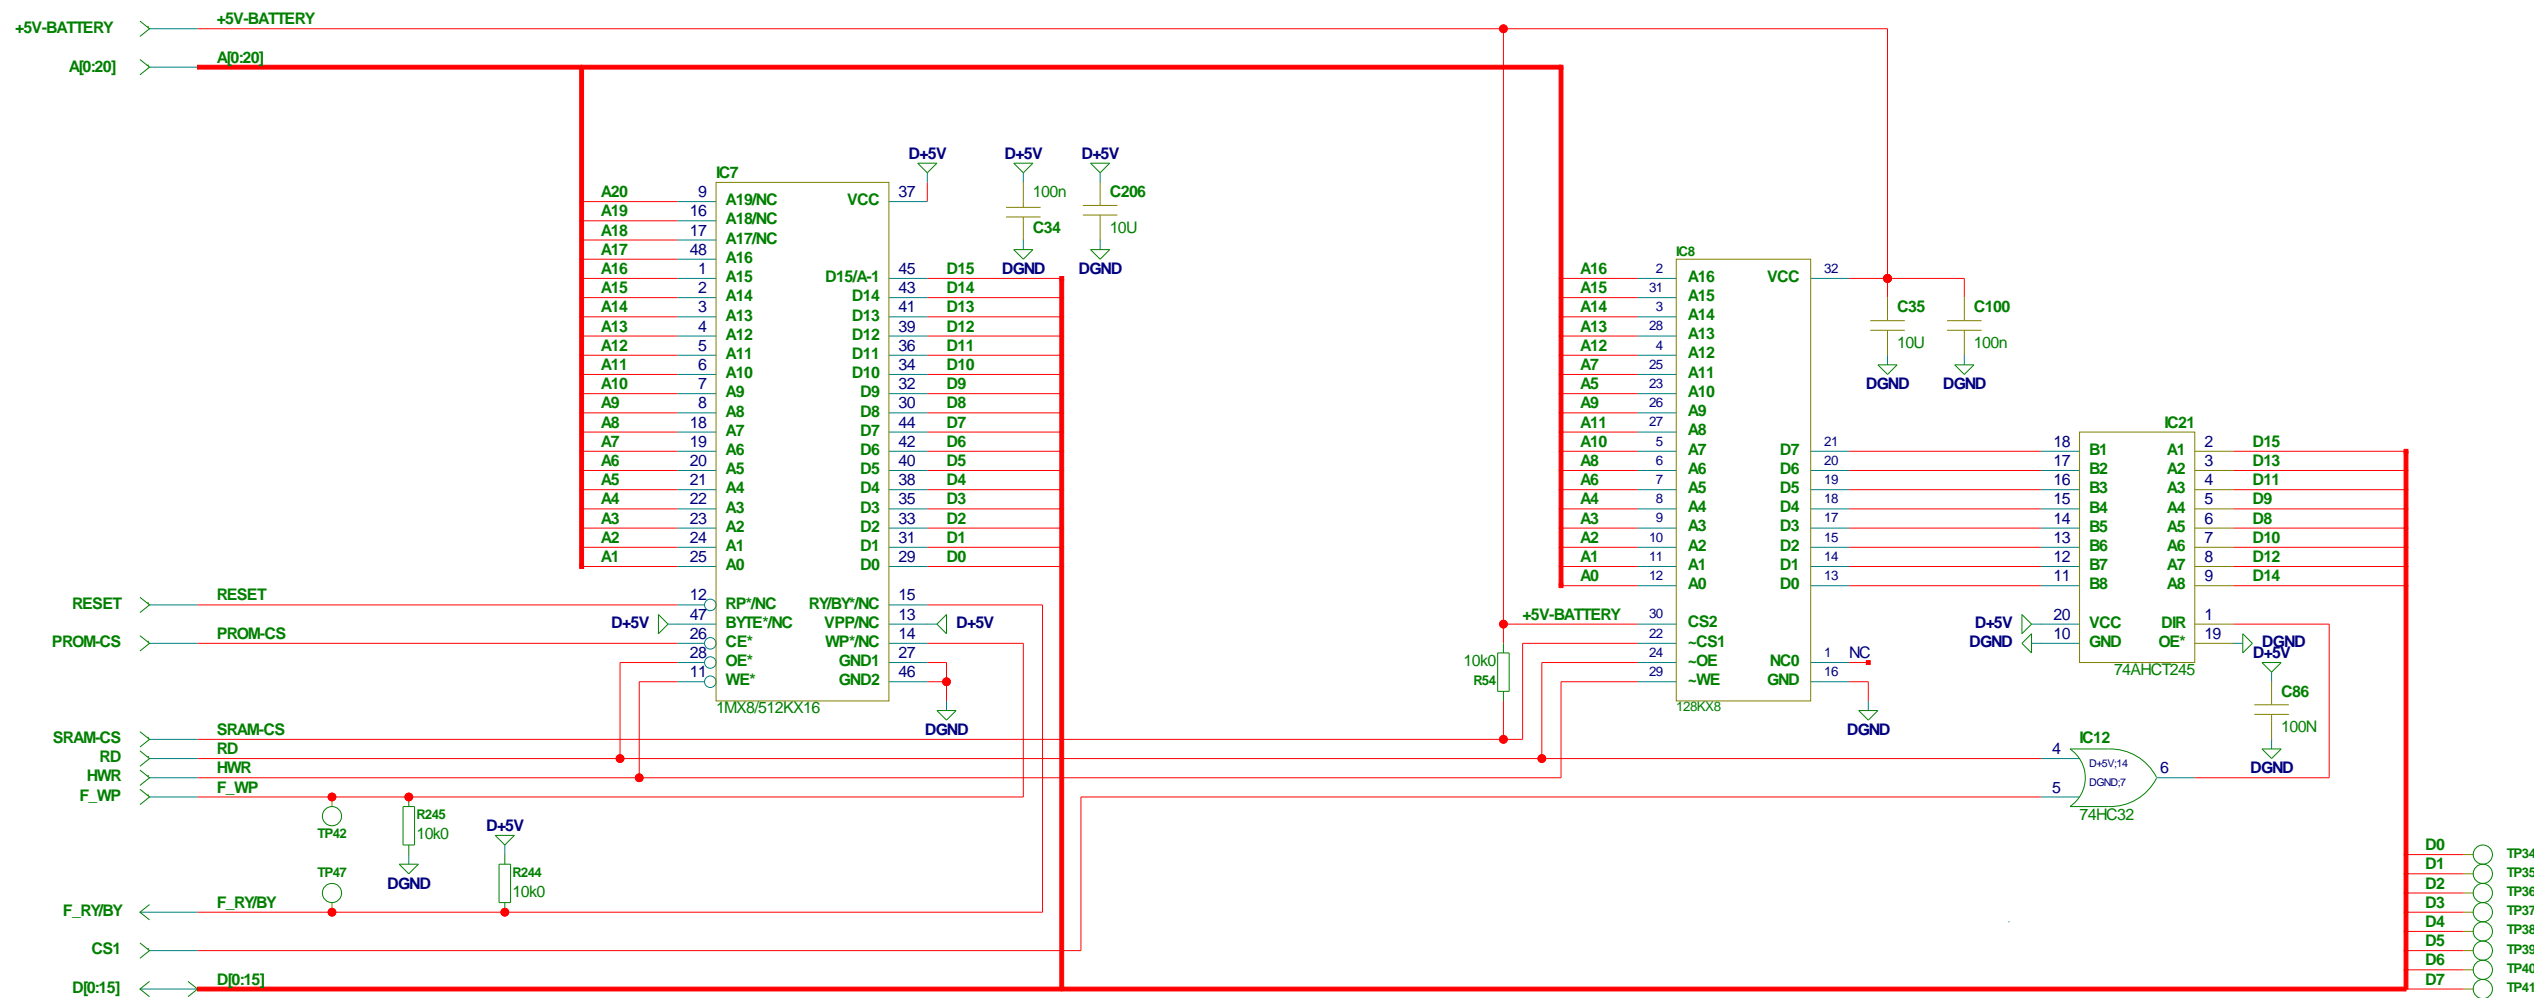 +5V-BATTERY +5V-BATTERY
A[0:20] A[0:20]
IC7
D+5V D+5V D+5V
100n C206
C34 10U
DGND DGND
A20 9 A19/NC VCC 37
A19 16 A18/NC
A18 17 A17/NC
A17 48 A16
A16 1 A15 D15/A-1 45 D15
A15 2 A14 D14 43 D14
A14 3 A13 D13 41 D13
A13 4 A12 D12 39 D12
A12 5 A11 D11 36 D11
A11 6 A10 D10 34 D10
A10 7 A9 D9 32 D9
A9 8 A8 D8 30 D8
A8 18 A7 D7 44 D7
A7 19 A6 D6 42 D6
A6 20 A5 D5 40 D5
A5 21 A4 D4 38 D4
A4 22 A3 D3 35 D3
A3 23 A2 D2 33 D2
A2 24 A1 D1 31 D1
A1 25 A0 D0 29 D0
RESET RESET 12 RP*/NC RY/BY*/NC 15
D+5V 47 BYTE*/NC VPP/NC 13 D+5V
PROM-CS PROM-CS 26 CE* WP*/NC 14
28 OE* GND1 27
11 WE* GND2 46
1MX8/512KX16
DGND
IC8
A16 2 A16 VCC 32
A15 31 A15
A14 3 A14
A13 28 A13
A12 4 A12
A7 25 A11
A5 23 A10
A9 26 A9
A11 27 A8
A10 5 A7 D7 21
A8 6 A6 D6 20
A6 7 A5 D5 19
A4 8 A4 D4 18
A3 9 A3 D3 17
A2 10 A2 D2 15
A1 11 A1 D1 14
A0 12 A0 D0 13
+5V-BATTERY 30 CS2
22 ~CS1
24 ~OE NC0 1 NC
29 ~WE GND 16
128KX8
DGND
10k0
R54
C35 C100
10U 100n
DGND DGND
IC21
18 B1 A1 2 D15
17 B2 A2 3 D13
16 B3 A3 4 D11
15 B4 A4 5 D9
14 B5 A5 6 D8
13 B6 A6 7 D10
12 B7 A7 8 D12
11 B8 A8 9 D14
D+5V 20 VCC DIR 1
DGND 10 GND OE* 19 DGND
74AHCT245
D+5V
C86
100N
DGND
SRAM-CS SRAM-CS
RD RD
HWR HWR
F_WP F_WP
IC12
4 D+5V;14 6
5 DGND;7
74HC32
TP42
R245
10k0
DGND
D+5V
R244
10k0
TP47
F_RY/BY F_RY/BY
CS1
D[0:15] D[0:15]
D0 TP34
D1 TP35
D2 TP36
D3 TP37
D4 TP38
D5 TP39
D6 TP40
D7 TP41